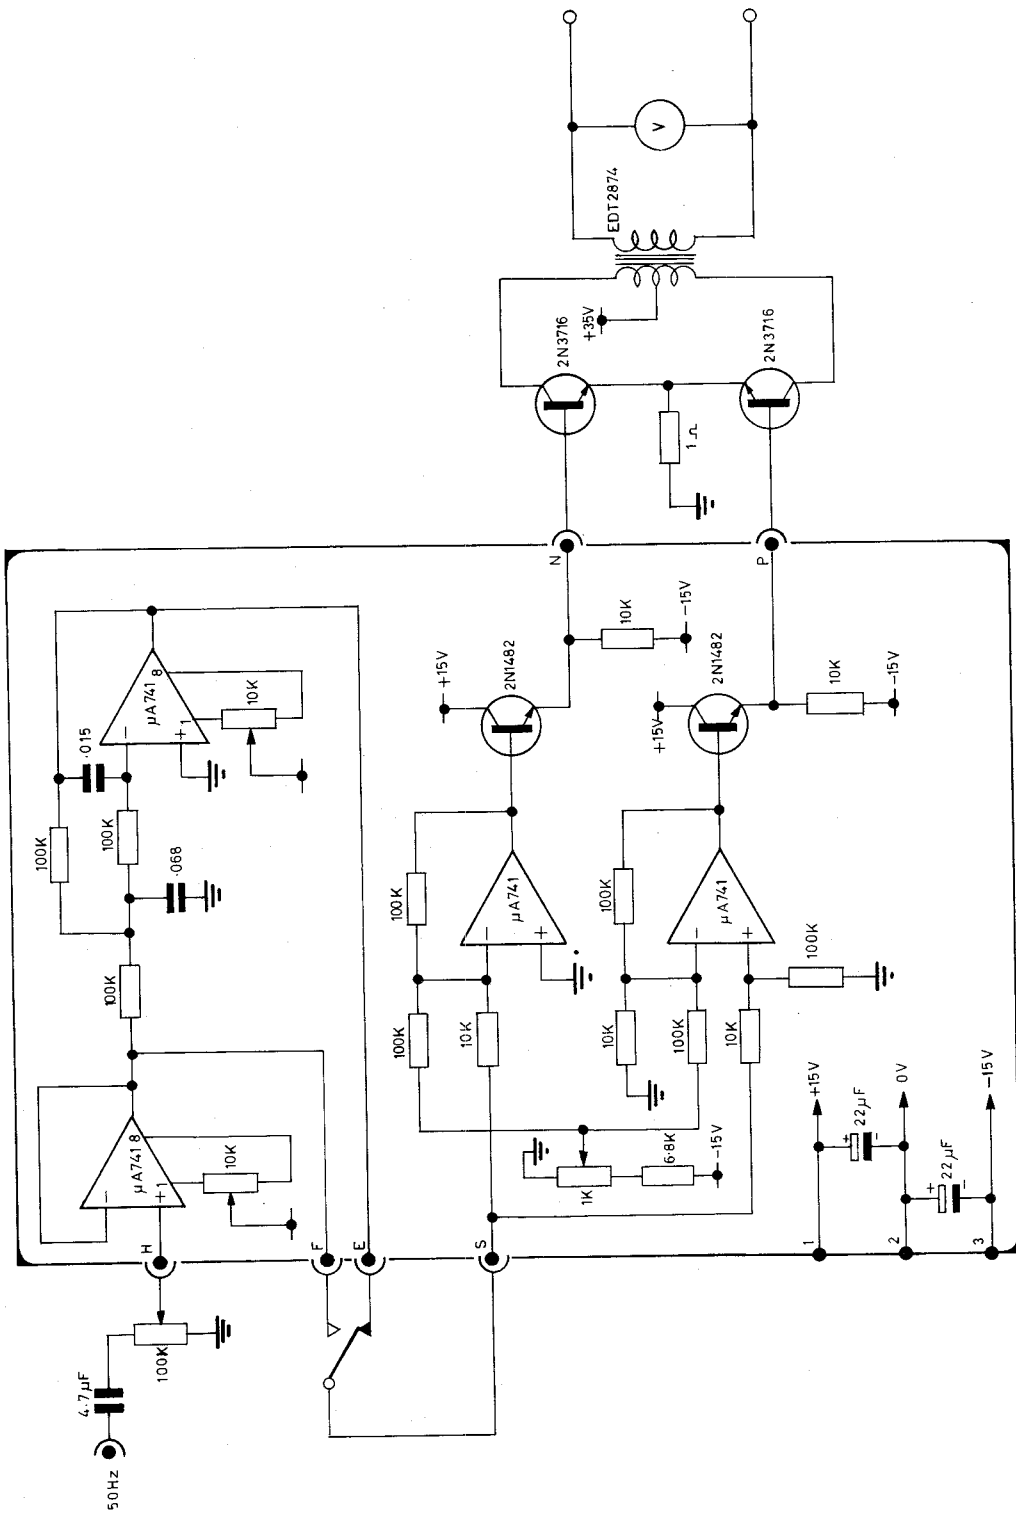 50Hz
4.7µF
100K
H
−
+
1
µA741
8
10K
100K
100K
100K
.068
.015
−
+
1
µA741
8
10K
F
E
S
100K
10K
100K
−
+
µA741
+15V
2N1482
10K
−15V
N
1K
6.8K
−15V
10K
100K
10K
100K
100K
−
+
µA741
+15V
2N1482
10K
−15V
P
1
+15V
22µF
+
−
2
0V
22µF
+
−
3
−15V
2N3716
+35V
1Ω
2N3716
EDT2874
V